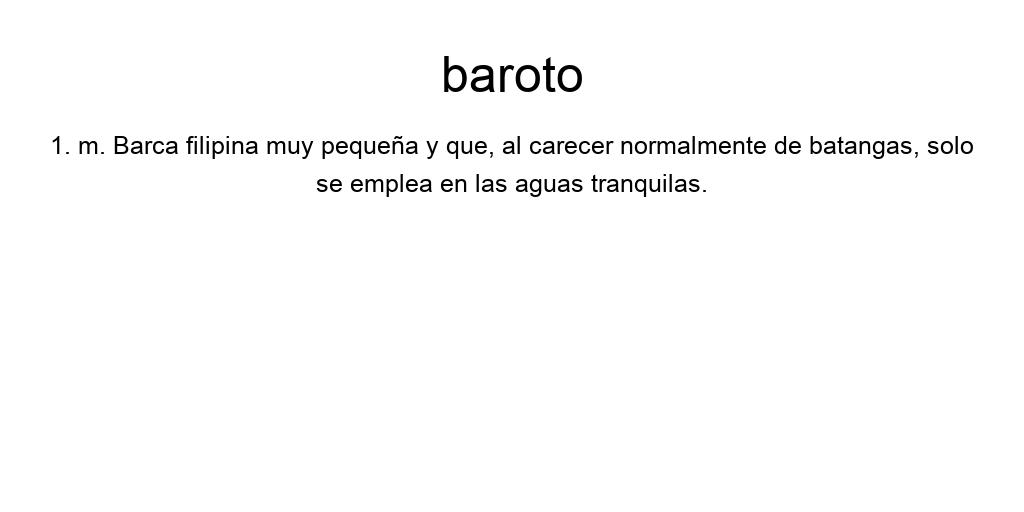 baroto
1. m. Barca filipina muy pequeña y que, al carecer normalmente de batangas, solo
se emplea en las aguas tranquilas.